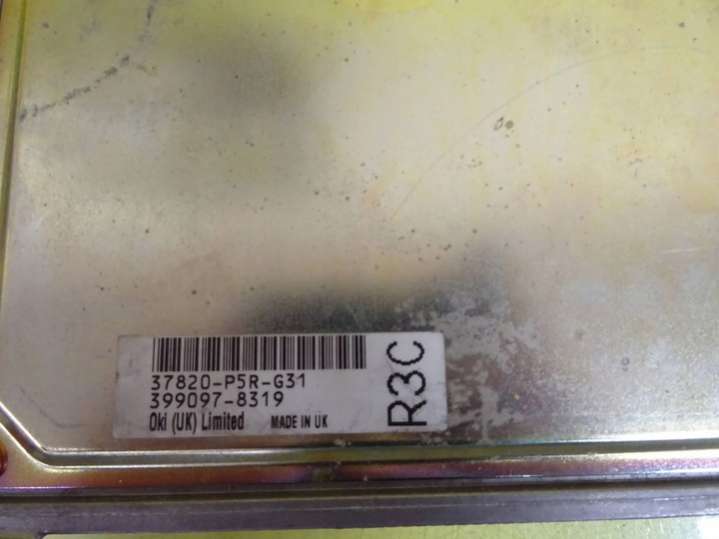 37820-P5R-G31
399097-8319
Oki (UK) Limited MADE IN UK
R3C